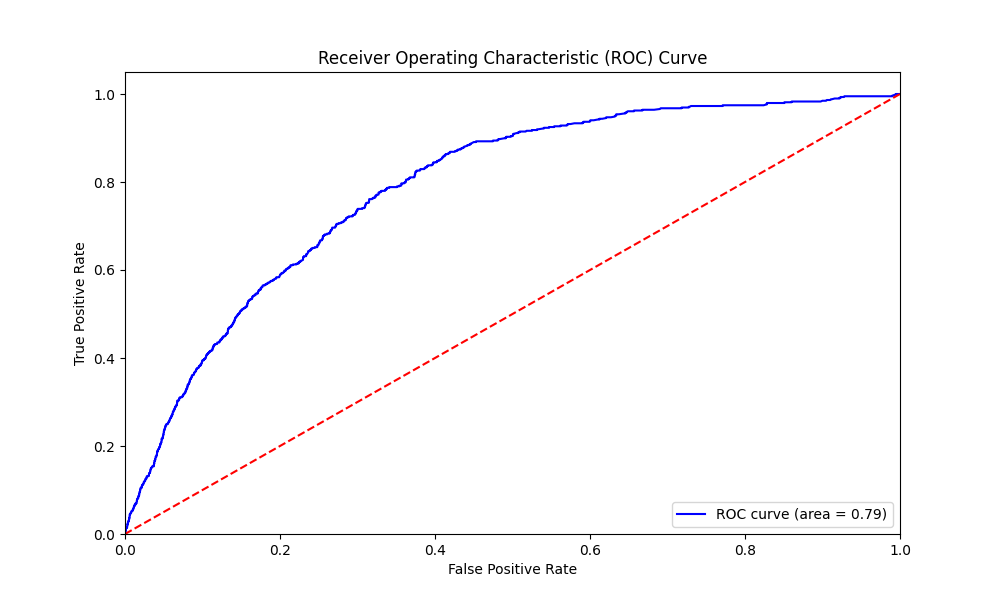 Receiver Operating Characteristic (ROC) Curve
1.0
0.8
0.6
0.4
0.2
0.0
True Positive Rate
ROC curve (area = 0.79)
0.0 0.2 0.4 0.6 0.8 1.0
False Positive Rate